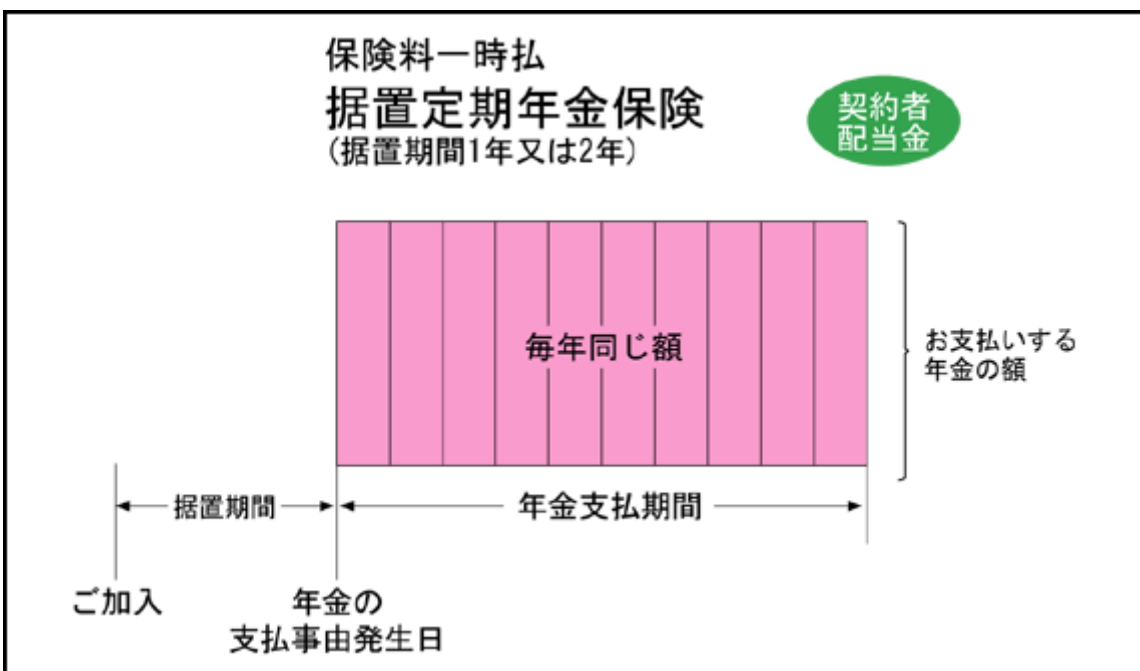 保険料一時払
据置定期年金保険
(据置期間1年又は2年)
契約者
配当金
毎年同じ額
お支払いする
年金の額
据置期間
年金支払期間
ご加入
年金の
支払事由発生日